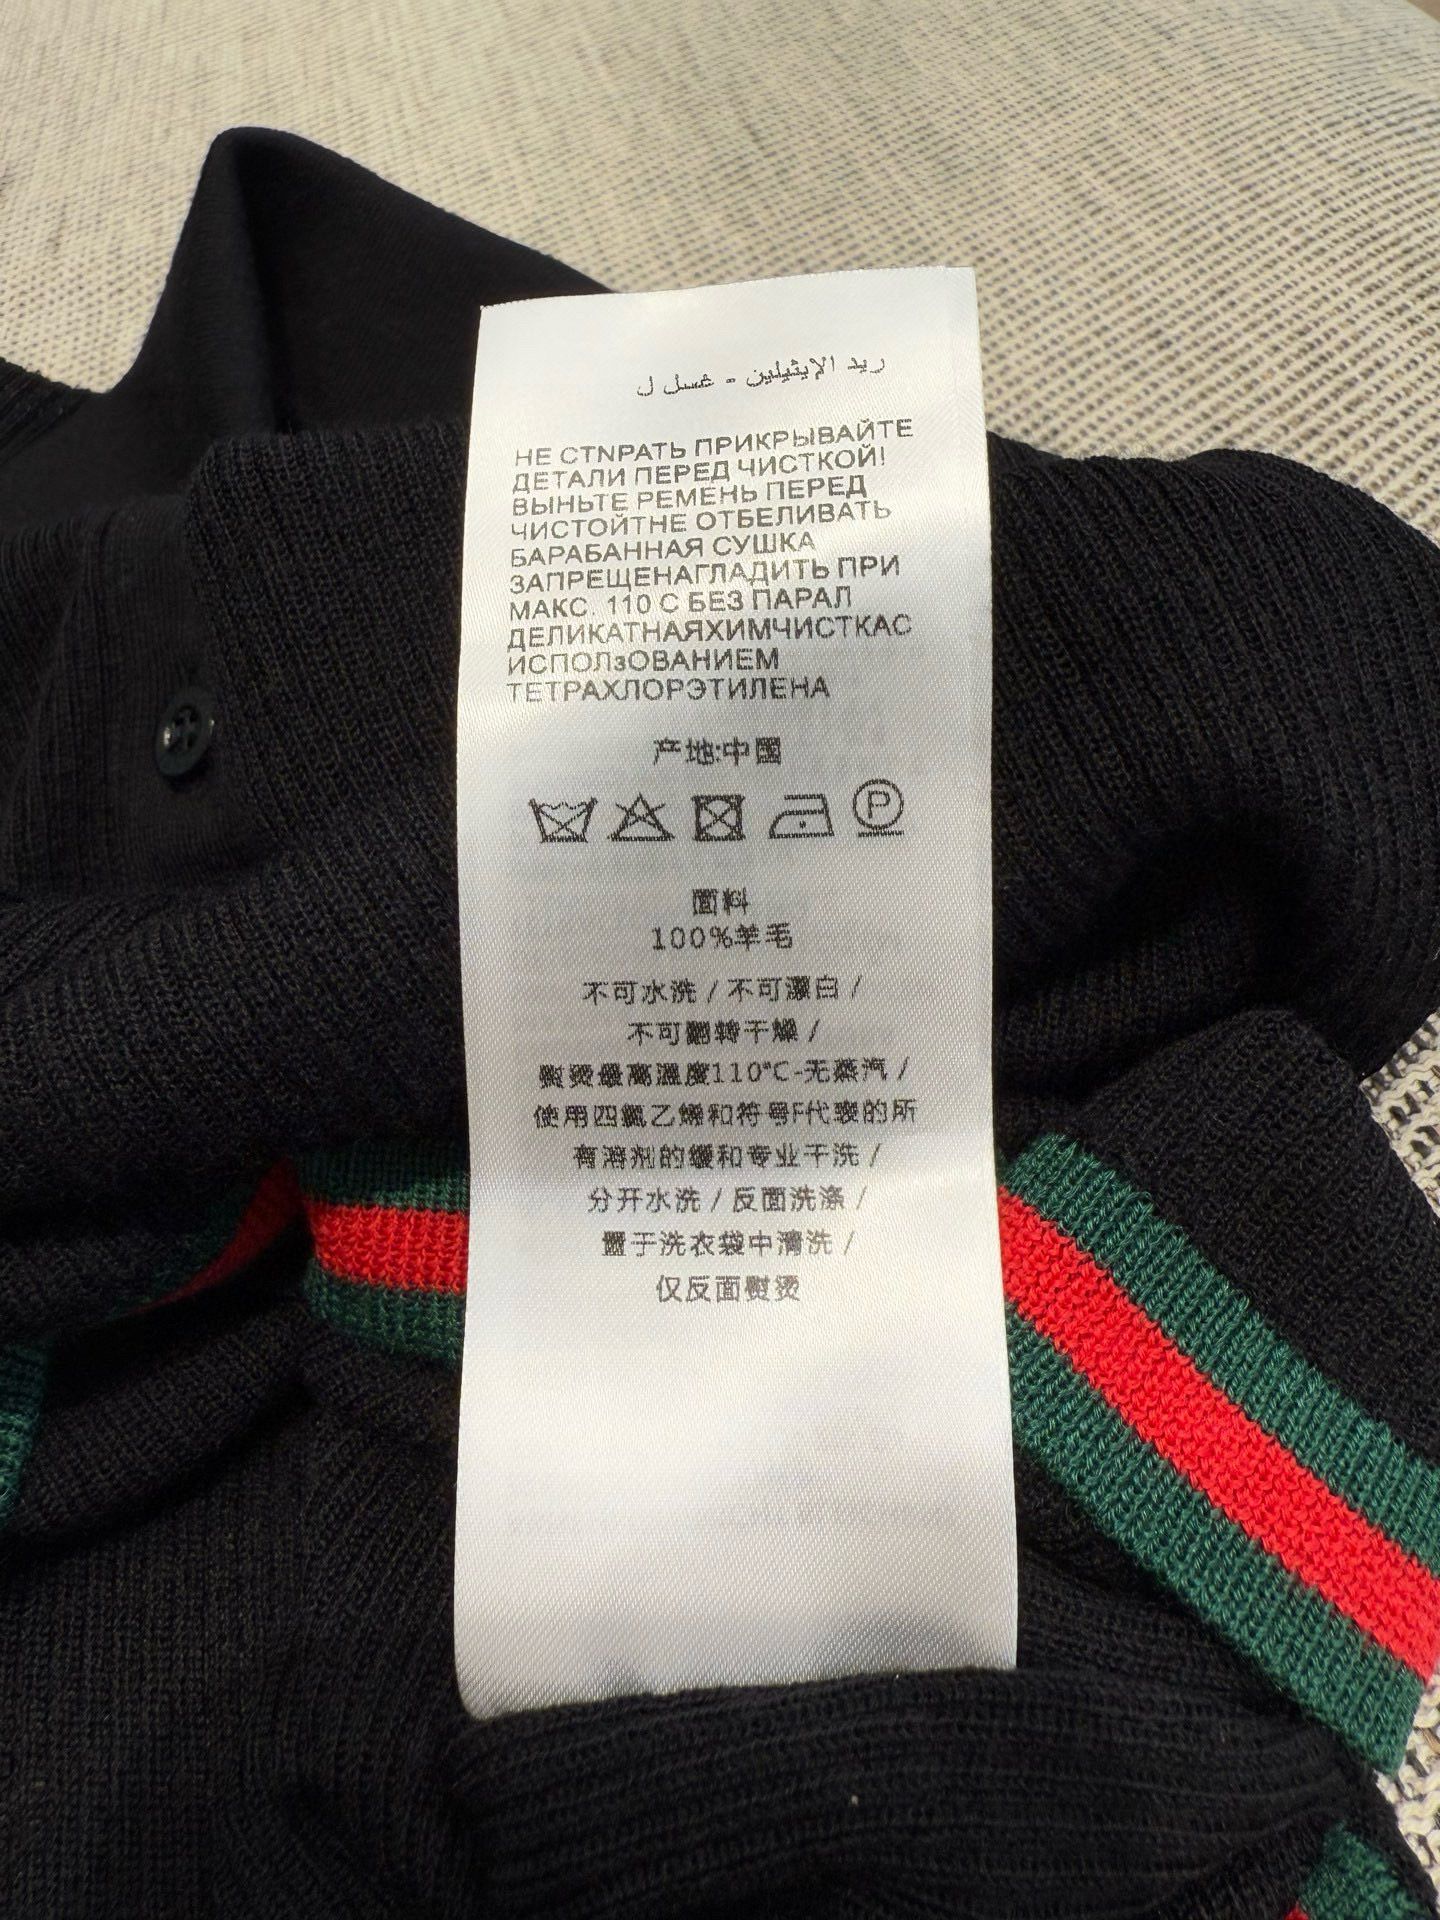 ريد الإيثيلين - غسل ل
НЕ СТNРАТЬ ПРИКРЫВАЙТЕ
ДЕТАЛИ ПЕРЕД ЧИСТКОЙ!
ВЫНЬТЕ РЕМЕНЬ ПЕРЕД
ЧИСТОЙТНЕ ОТБЕЛИВАТЬ
БАРАБАННАЯ СУШКА
ЗАПРЕЩЕНАГЛАДИТЬ ПРИ
МАКС. 110 С БЕЗ ПАРАЛ
ДЕЛИКАТНАЯХИМЧИСТКАС
ИСПОЛзОВАНИЕМ
ТЕТРАХЛОРЭТИЛЕНА
产地:中国
P
面料
100%羊毛
不可水洗 / 不可漂白 /
不可翻转干燥 /
熨烫最高温度110°C-无蒸汽 /
使用四氯乙烯和符号F代表的所
有溶剂的缓和专业干洗 /
分开水洗 / 反面洗涤 /
置于洗衣袋中清洗 /
仅反面熨烫